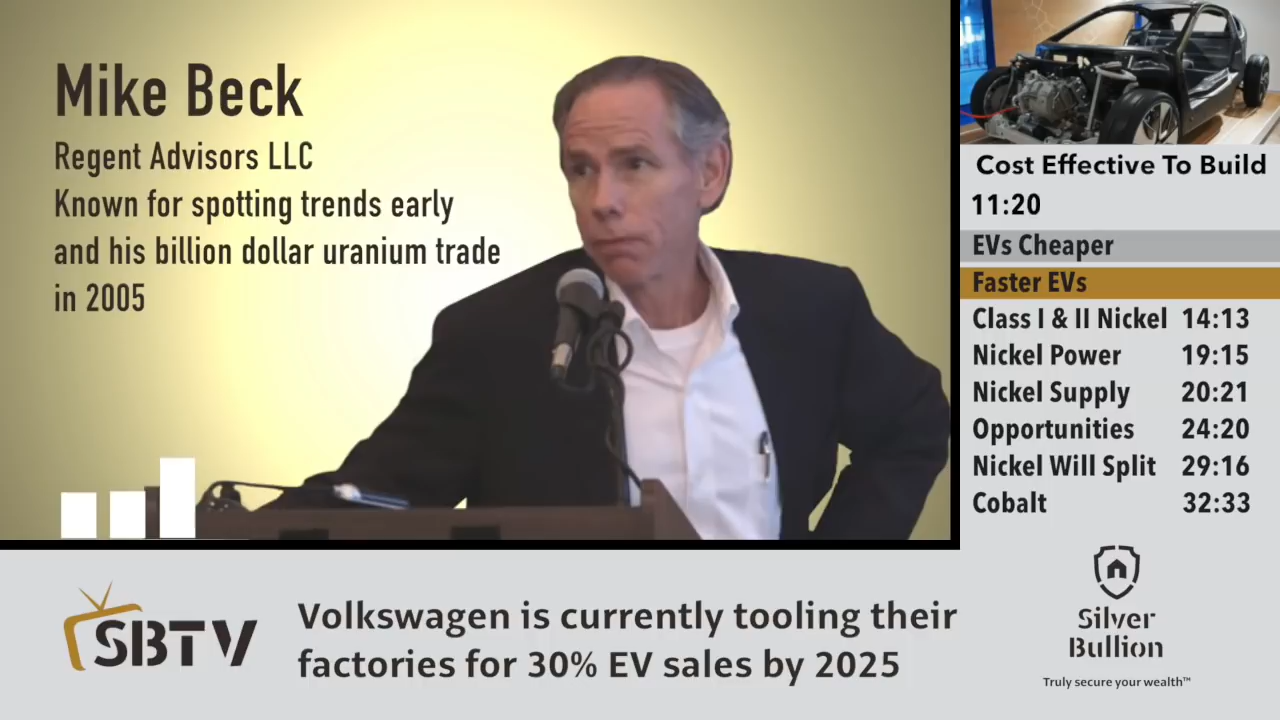 Mike Beck
Regent Advisors LLC
Known for spotting trends early
and his billion dollar uranium trade
in 2005
Cost Effective To Build
11:20
EVs Cheaper
Faster EVs
Class I & II Nickel 14:13
Nickel Power 19:15
Nickel Supply 20:21
Opportunities 24:20
Nickel Will Split 29:16
Cobalt 32:33
SBTV
Volkswagen is currently tooling their
factories for 30% EV sales by 2025
Silver
Bullion
Truly secure your wealth™